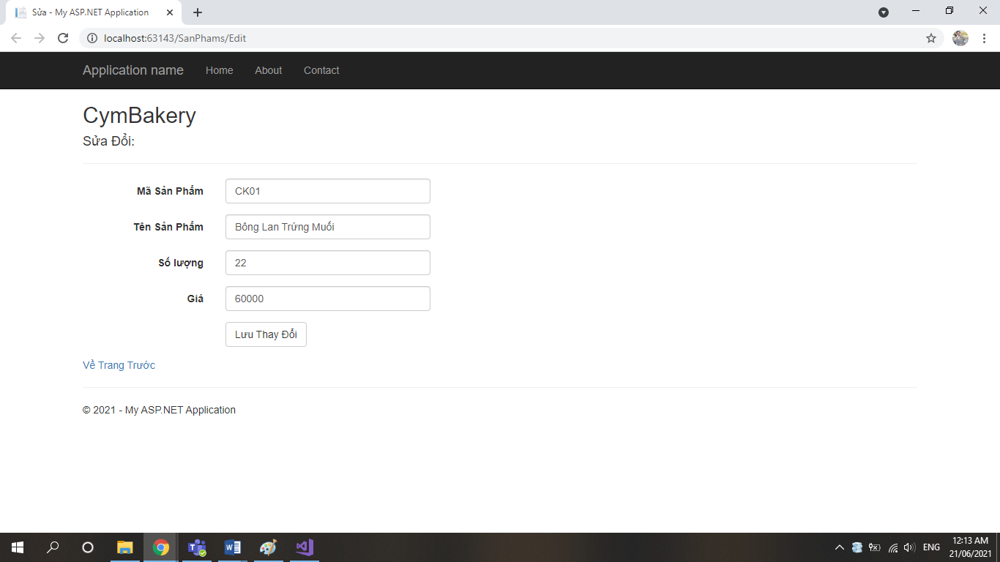 Sửa - My ASP.NET Application
localhost:63143/SanPhams/Edit
Application name Home About Contact
CymBakery
Sửa Đổi:
Mã Sản Phẩm CK01
Tên Sản Phẩm Bông Lan Trứng Muối
Số lượng 22
Giá 60000
Lưu Thay Đổi
Về Trang Trước
© 2021 - My ASP.NET Application
ENG
12:13 AM
21/06/2021